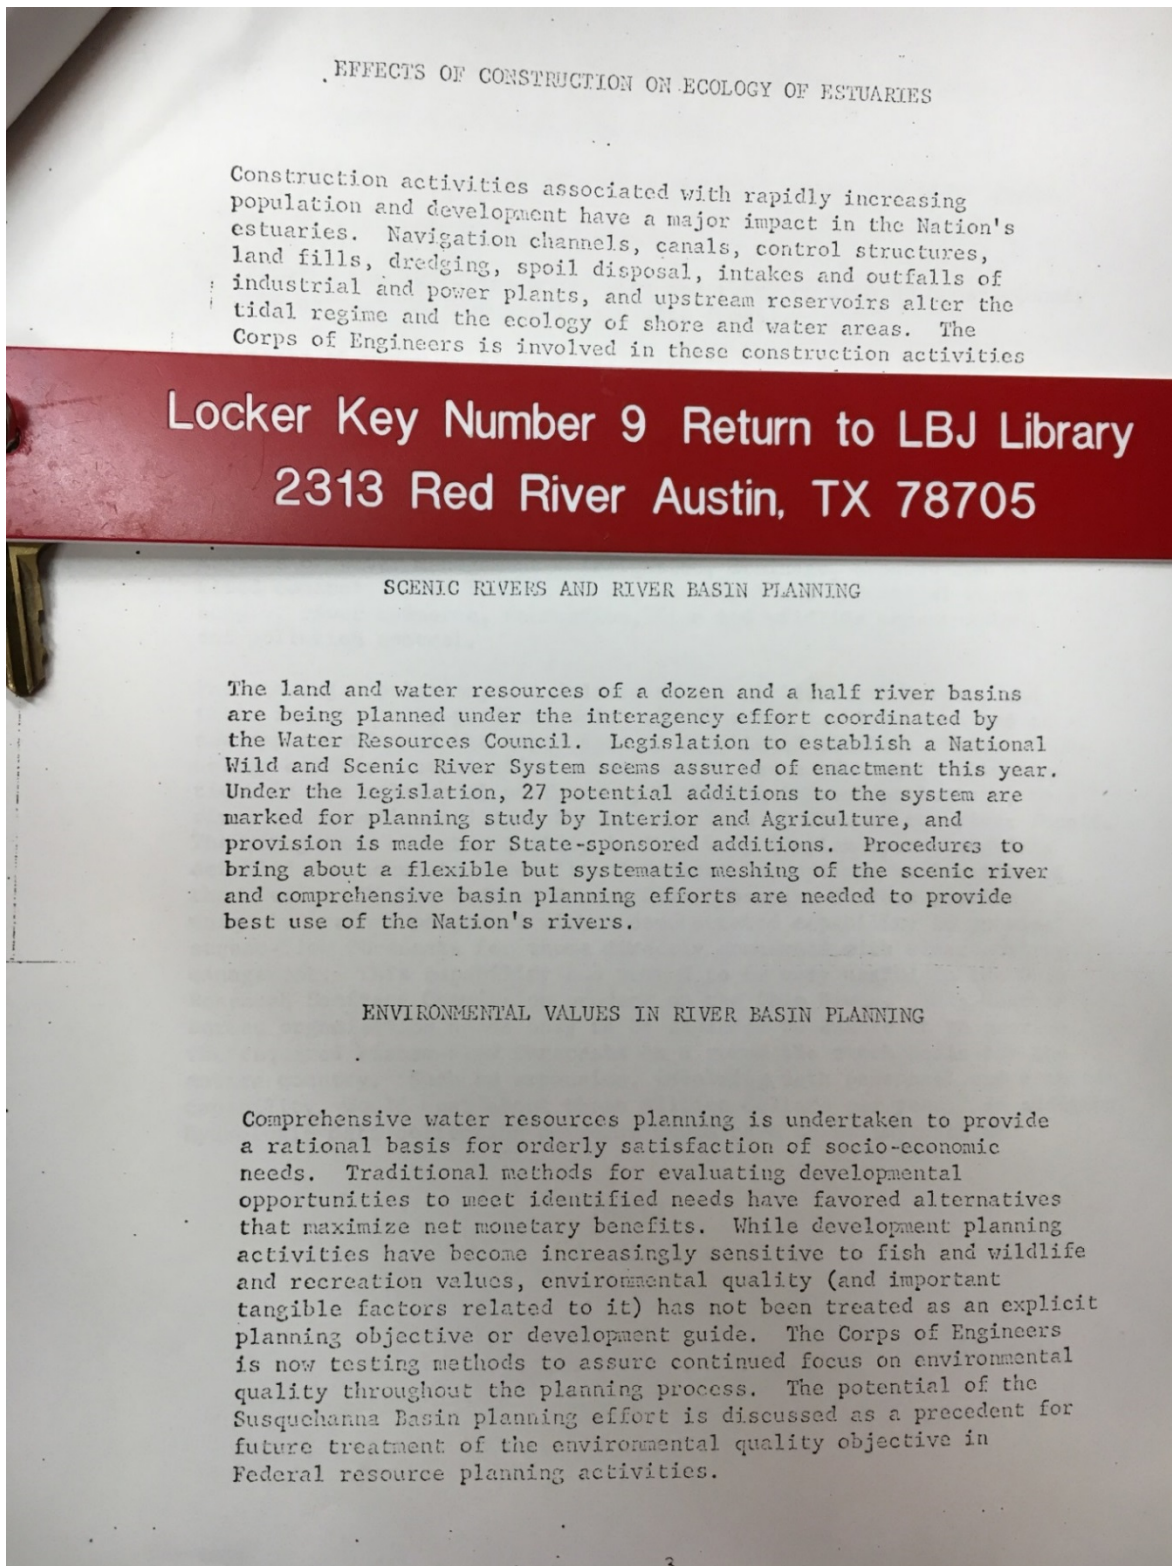 EFFECTS OF CONSTRUCTION ON ECOLOGY OF ESTUARIES
Construction activities associated with rapidly increasing
population and development have a major impact in the Nation's
estuaries. Navigation channels, canals, control structures,
land fills, dredging, spoil disposal, intakes and outfalls of
industrial and power plants, and upstream reservoirs alter the
tidal regime and the ecology of shore and water areas. The
Corps of Engineers is involved in these construction activities
Locker Key Number 9 Return to LBJ Library
2313 Red River Austin, TX 78705
SCENIC RIVERS AND RIVER BASIN PLANNING
The land and water resources of a dozen and a half river basins
are being planned under the interagency effort coordinated by
the Water Resources Council. Legislation to establish a National
Wild and Scenic River System seems assured of enactment this year.
Under the legislation, 27 potential additions to the system are
marked for planning study by Interior and Agriculture, and
provision is made for State-sponsored additions. Procedures to
bring about a flexible but systematic meshing of the scenic river
and comprehensive basin planning efforts are needed to provide
best use of the Nation's rivers.
ENVIRONMENTAL VALUES IN RIVER BASIN PLANNING
Comprehensive water resources planning is undertaken to provide
a rational basis for orderly satisfaction of socio-economic
needs. Traditional methods for evaluating developmental
opportunities to meet identified needs have favored alternatives
that maximize net monetary benefits. While development planning
activities have become increasingly sensitive to fish and wildlife
and recreation values, environmental quality (and important
tangible factors related to it) has not been treated as an explicit
planning objective or development guide. The Corps of Engineers
is now testing methods to assure continued focus on environmental
quality throughout the planning process. The potential of the
Susquehanna Basin planning effort is discussed as a precedent for
future treatment of the environmental quality objective in
Federal resource planning activities.